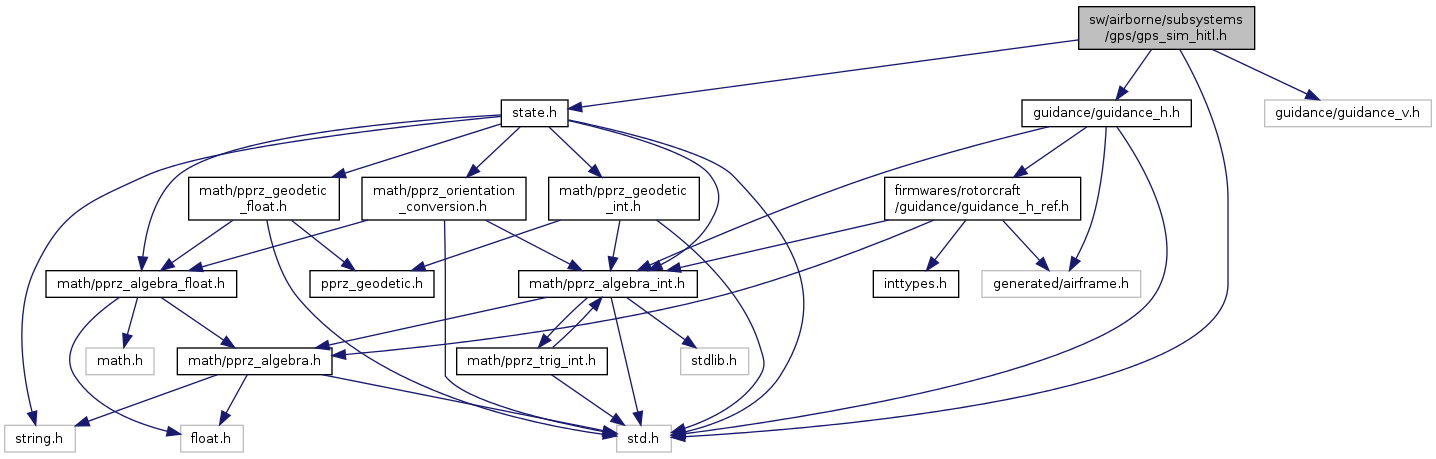 sw/airborne/subsystems
/gps/gps_sim_hitl.h
state.h
guidance/guidance_h.h
guidance/guidance_v.h
math/pprz_geodetic
_float.h
math/pprz_orientation
_conversion.h
math/pprz_geodetic
_int.h
firmwares/rotorcraft
/guidance/guidance_h_ref.h
math/pprz_algebra_float.h
pprz_geodetic.h
math/pprz_algebra_int.h
inttypes.h
generated/airframe.h
math.h
math/pprz_algebra.h
math/pprz_trig_int.h
stdlib.h
string.h
float.h
std.h